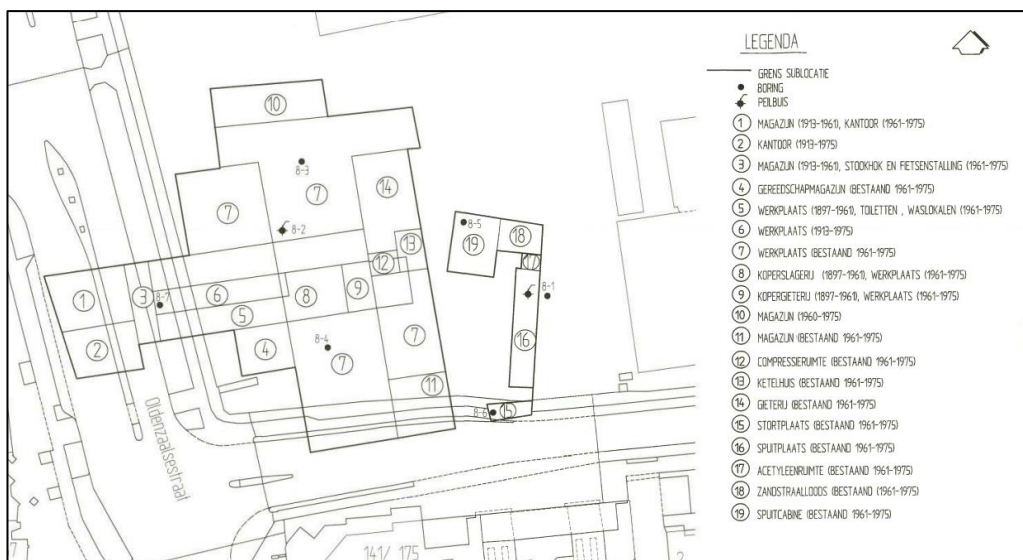 LEGENDA
GRENS SUBLOCATIE
BORING
PEILBUIS
1 MAGAZIJN (1913-1961), KANTOOR (1961-1975)
2 KANTOOR (1913-1975)
3 MAGAZIJN (1913-1961), STOOKHOK EN FIETSENSTALLING (1961-1975)
4 GEREEDSCHAPMAGAZIJN (BESTAAND 1961-1975)
5 WERKPLAATS (1897-1961), TOILETTEN , WASLOKALEN (1961-1975)
6 WERKPLAATS (1913-1975)
7 WERKPLAATS (BESTAAND 1961-1975)
8 KOPERSLAGERIJ (1897-1961), WERKPLAATS (1961-1975)
9 KOPERGIETERIJ (1897-1961), WERKPLAATS (1961-1975)
10 MAGAZIJN (1960-1975)
11 MAGAZIJN (BESTAAND 1961-1975)
12 COMPRESSIERUIMTE (BESTAAND 1961-1975)
13 KETELHUIS (BESTAAND 1961-1975)
14 GIETERIJ (BESTAAND 1961-1975)
15 STORTPLAATS (BESTAAND 1961-1975)
16 SPUITPLAATS (BESTAAND 1961-1975)
17 ACETYLEENRUIMTE (BESTAAND 1961-1975)
18 ZANDSTRAALLOODS (BESTAAND (1961-1975)
19 SPUITCABINE (BESTAAND 1961-1975)
10
8-3
7
14
7
8-2
8-5
19
18
13
12
17
1
3
8-7
6
8
9
8-1
5
2
4
8-4
7
7
16
11
8-6
15
Oldenzaalsestraat
141/ 175
2
7